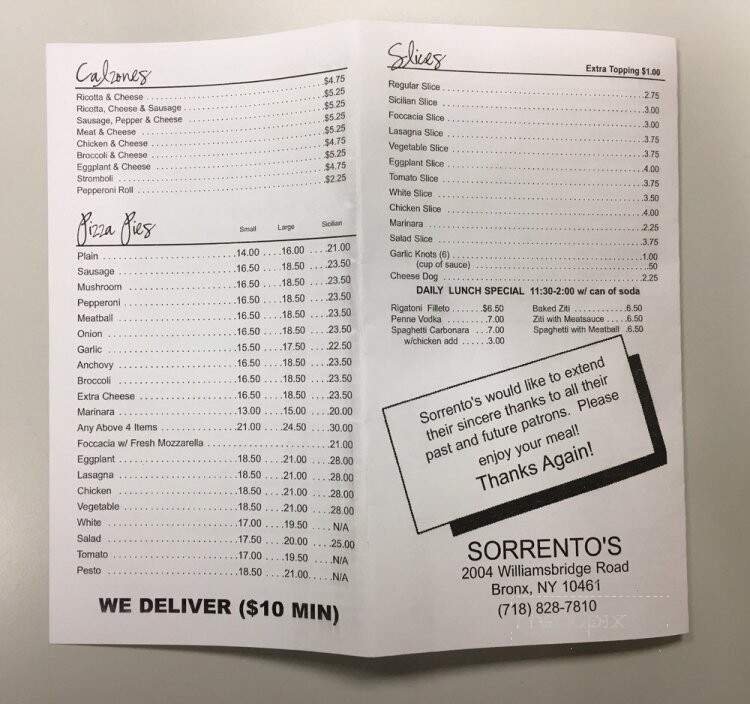 Calzones
Ricotta & Cheese $4.75
Ricotta, Cheese & Sausage $5.25
Sausage, Pepper & Cheese $5.25
Meat & Cheese $5.25
Chicken & Cheese $5.25
Broccoli & Cheese $4.75
Eggplant & Cheese $5.25
Stromboli $4.75
Pepperoni Roll $2.25
Pizza Pies
Small Large Sicilian
Plain 14.00 16.00 21.00
Sausage 16.50 18.50 23.50
Mushroom 16.50 18.50 23.50
Pepperoni 16.50 18.50 23.50
Meatball 16.50 18.50 23.50
Onion 16.50 18.50 23.50
Garlic 15.50 17.50 22.50
Anchovy 16.50 18.50 23.50
Broccoli 16.50 18.50 23.50
Extra Cheese 16.50 18.50 23.50
Marinara 13.00 15.00 20.00
Any Above 4 Items 21.00 24.50 30.00
Foccacia w/ Fresh Mozzarella 21.00
Eggplant 18.50 21.00 28.00
Lasagna 18.50 21.00 28.00
Chicken 18.50 21.00 28.00
Vegetable 18.50 21.00 28.00
White 17.00 19.50 N/A
Salad 17.50 20.00 25.00
Tomato 17.00 19.50 N/A
Pesto 18.50 21.00 N/A
WE DELIVER ($10 MIN)
Slices
Extra Topping $1.00
Regular Slice 2.75
Sicilian Slice 3.00
Foccacia Slice 3.00
Lasagna Slice 3.75
Vegetable Slice 3.75
Eggplant Slice 4.00
Tomato Slice 3.75
White Slice 3.50
Chicken Slice 4.00
Marinara 2.25
Salad Slice 3.75
Garlic Knots (6) 1.00
(cup of sauce) .50
Cheese Dog 2.25
DAILY LUNCH SPECIAL 11:30-2:00 w/ can of soda
Rigatoni Filleto $6.50 Baked Ziti 6.50
Penne Vodka 7.00 Ziti with Meatsauce 6.50
Spaghetti Carbonara 7.00 Spaghetti with Meatball 6.50
w/chicken add 3.00
Sorrento's would like to extend
their sincere thanks to all their
past and future patrons. Please
enjoy your meal!
Thanks Again!
SORRENTO'S
2004 Williamsbridge Road
Bronx, NY 10461
(718) 828-7810